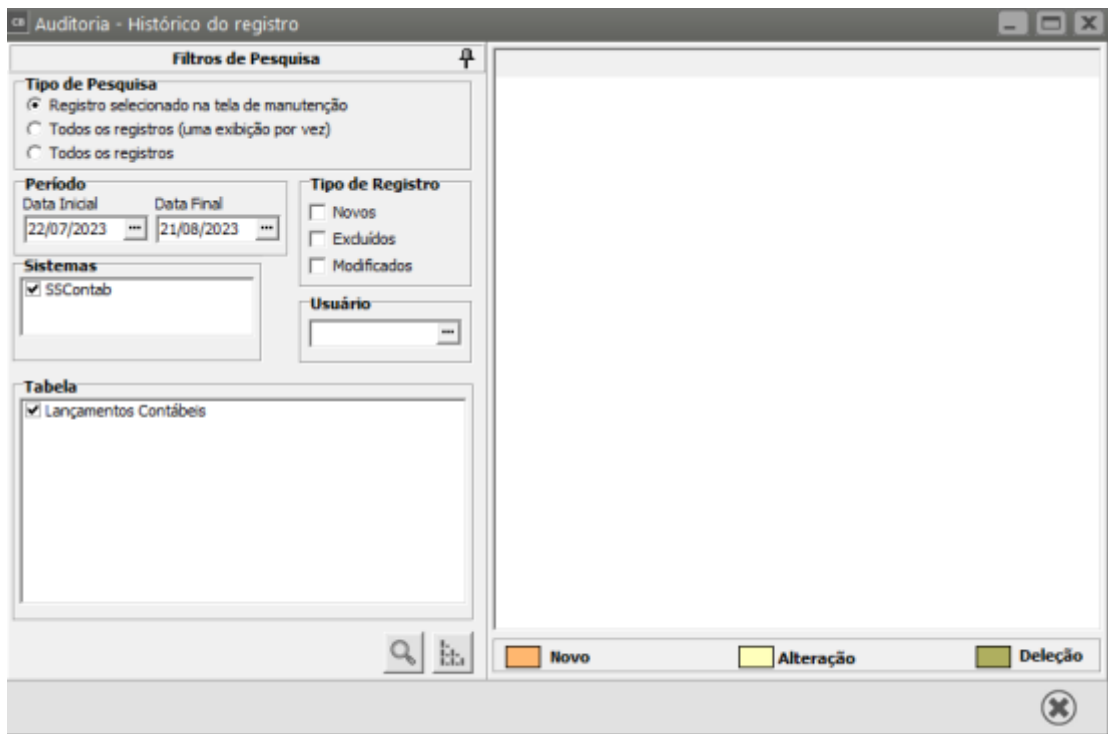 CB Auditoria - Histórico do registro
Filtros de Pesquisa
Tipo de Pesquisa
Registro selecionado na tela de manutenção
Todos os registros (uma exibição por vez)
Todos os registros
Período
Data Inicial Data Final
22/07/2023 ... 21/08/2023 ...
Tipo de Registro
Novos
Excluídos
Modificados
Sistemas
SSContab
Usuário
...
Tabela
Lançamentos Contábeis
Novo Alteração Deleção